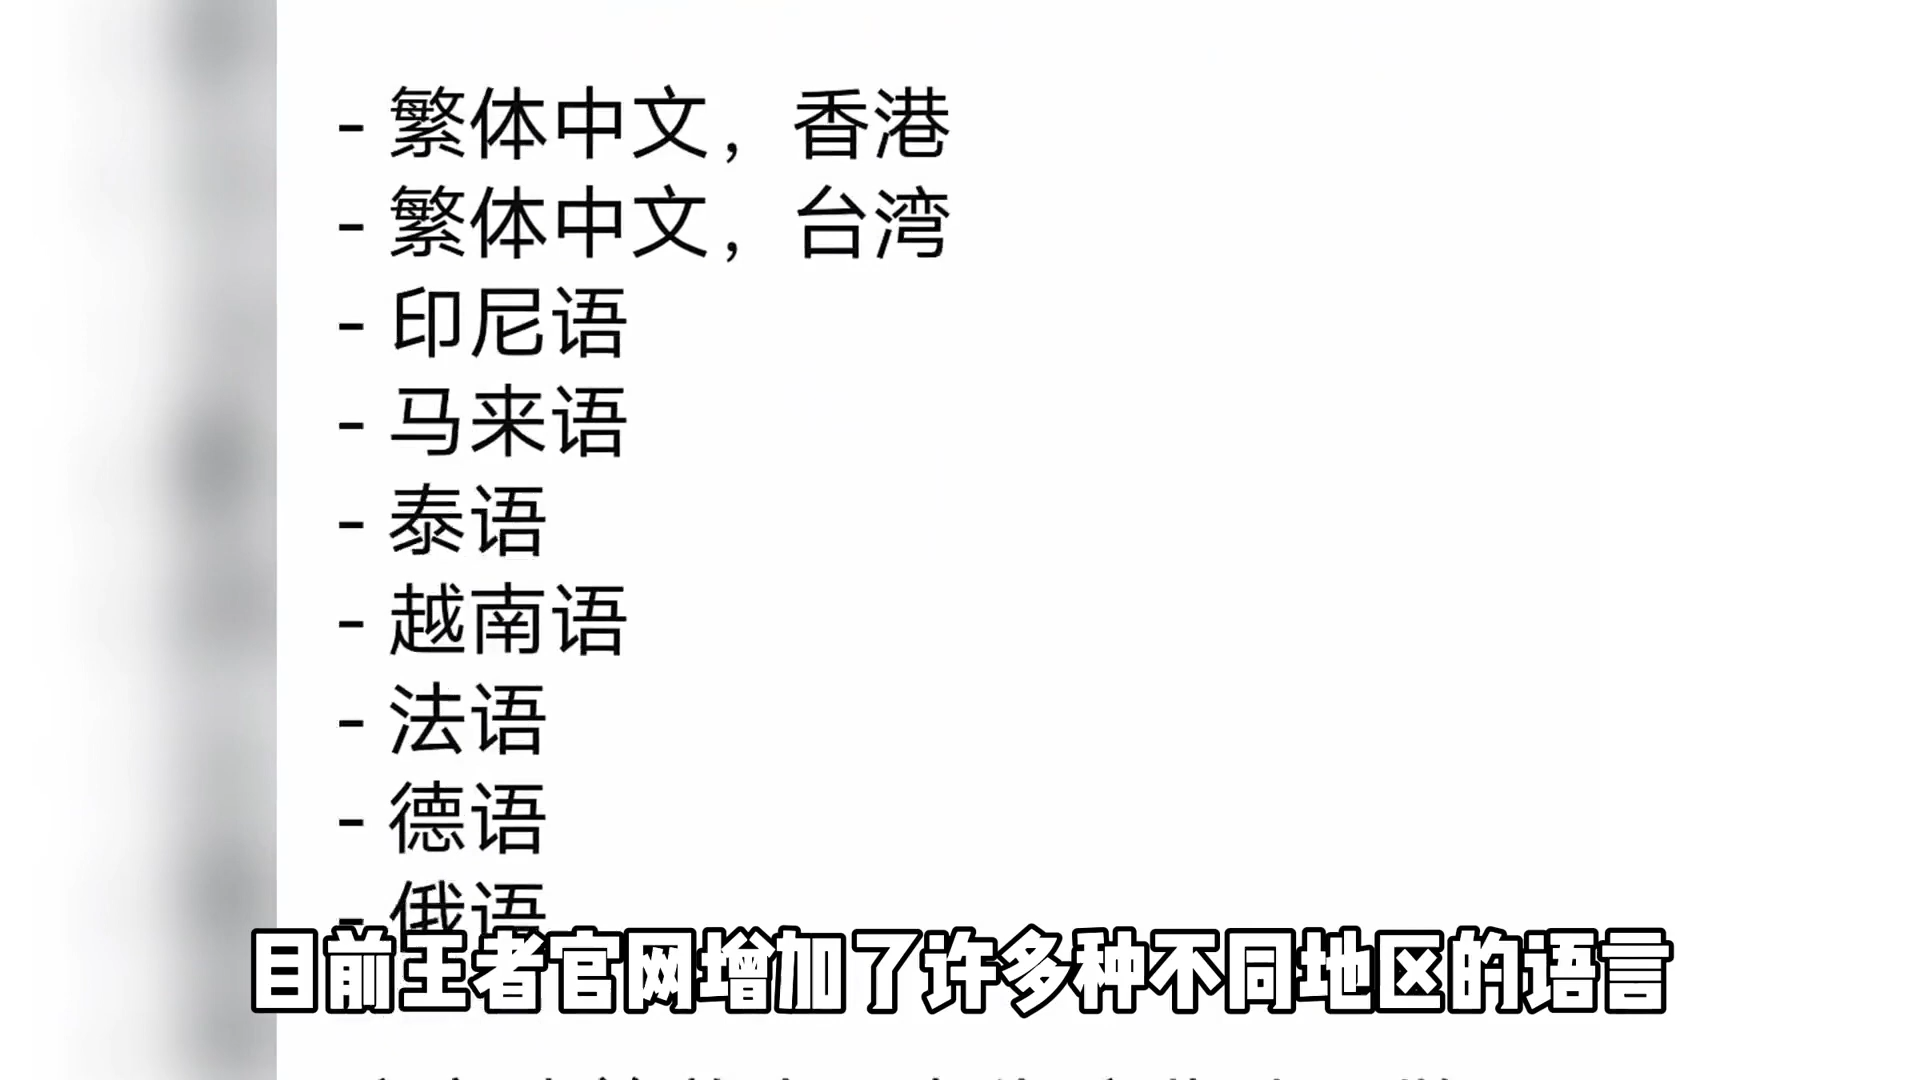 - 繁体中文，香港
- 繁体中文，台湾
- 印尼语
- 马来语
- 泰语
- 越南语
- 法语
- 德语
- 俄语
目前王者官网增加了许多种不同地区的语言